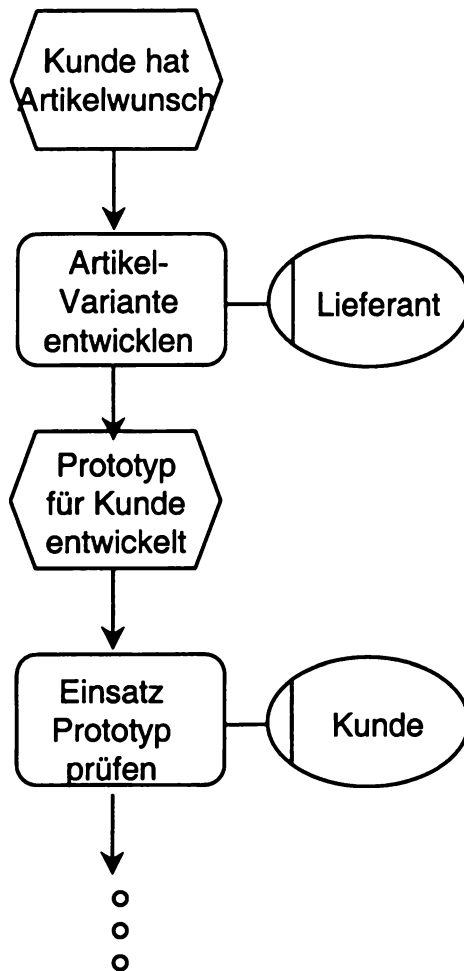 Kunde hat
Artikelwunsch
Artikel-
Variante
entwicklen
Lieferant
Prototyp
für Kunde
entwickelt
Einsatz
Prototyp
prüfen
Kunde